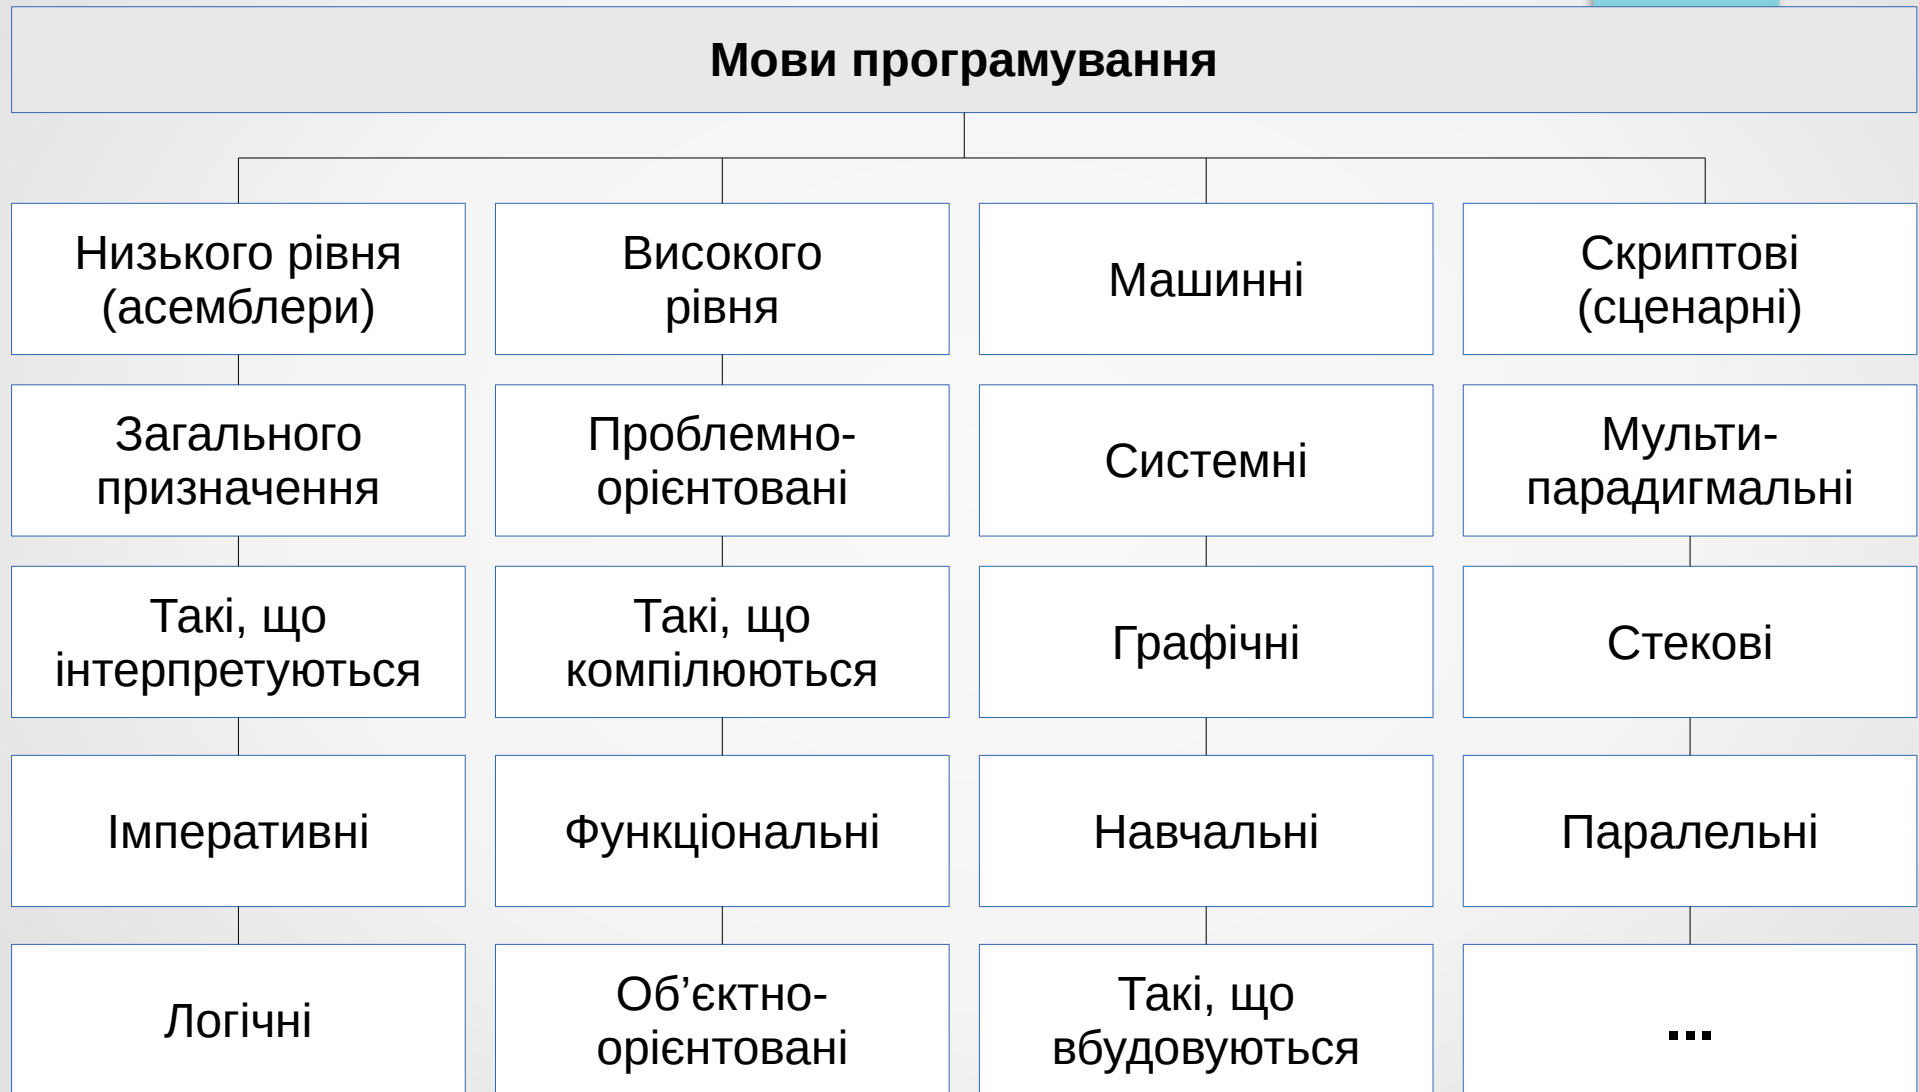 Мови програмування
Низького рівня
(асемблери)
Високого
рівня
Машинні
Скриптові
(сценарні)
Загального
призначення
Проблемно-
орієнтовані
Системні
Мульти-
парадигмальні
Такі, що
інтерпретуються
Такі, що
компілюються
Графічні
Стекові
Імперативні
Функціональні
Навчальні
Паралельні
Логічні
Об’єктно-
орієнтовані
Такі, що
вбудовуються
...